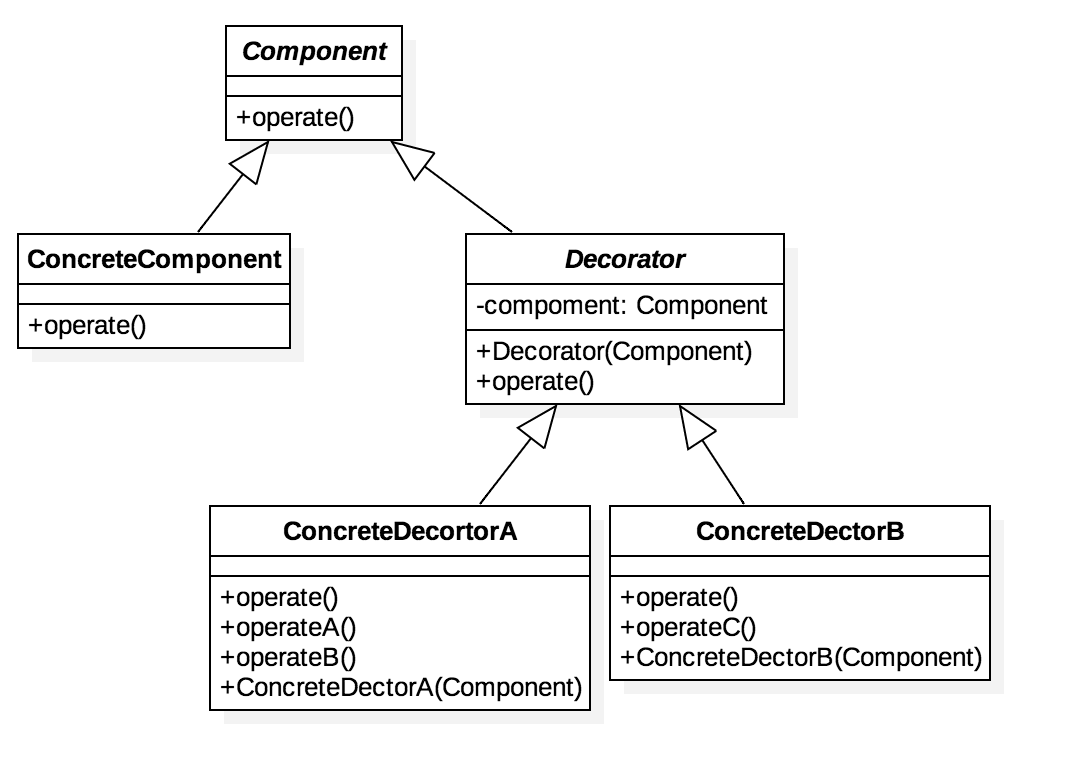 Component
+operate()
ConcreteComponent
+operate()
Decorator
-compoment: Component
+Decorator(Component)
+operate()
ConcreteDecortorA
+operate()
+operateA()
+operateB()
+ConcreteDectorA(Component)
ConcreteDectorB
+operate()
+operateC()
+ConcreteDectorB(Component)